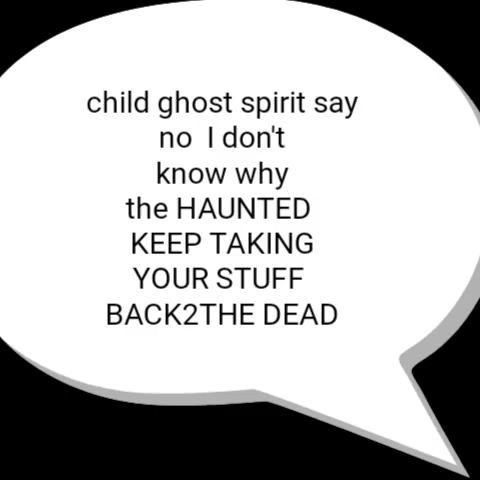 child ghost spirit say
no  I don't
know why
the HAUNTED
KEEP TAKING
YOUR STUFF
BACK2THE DEAD